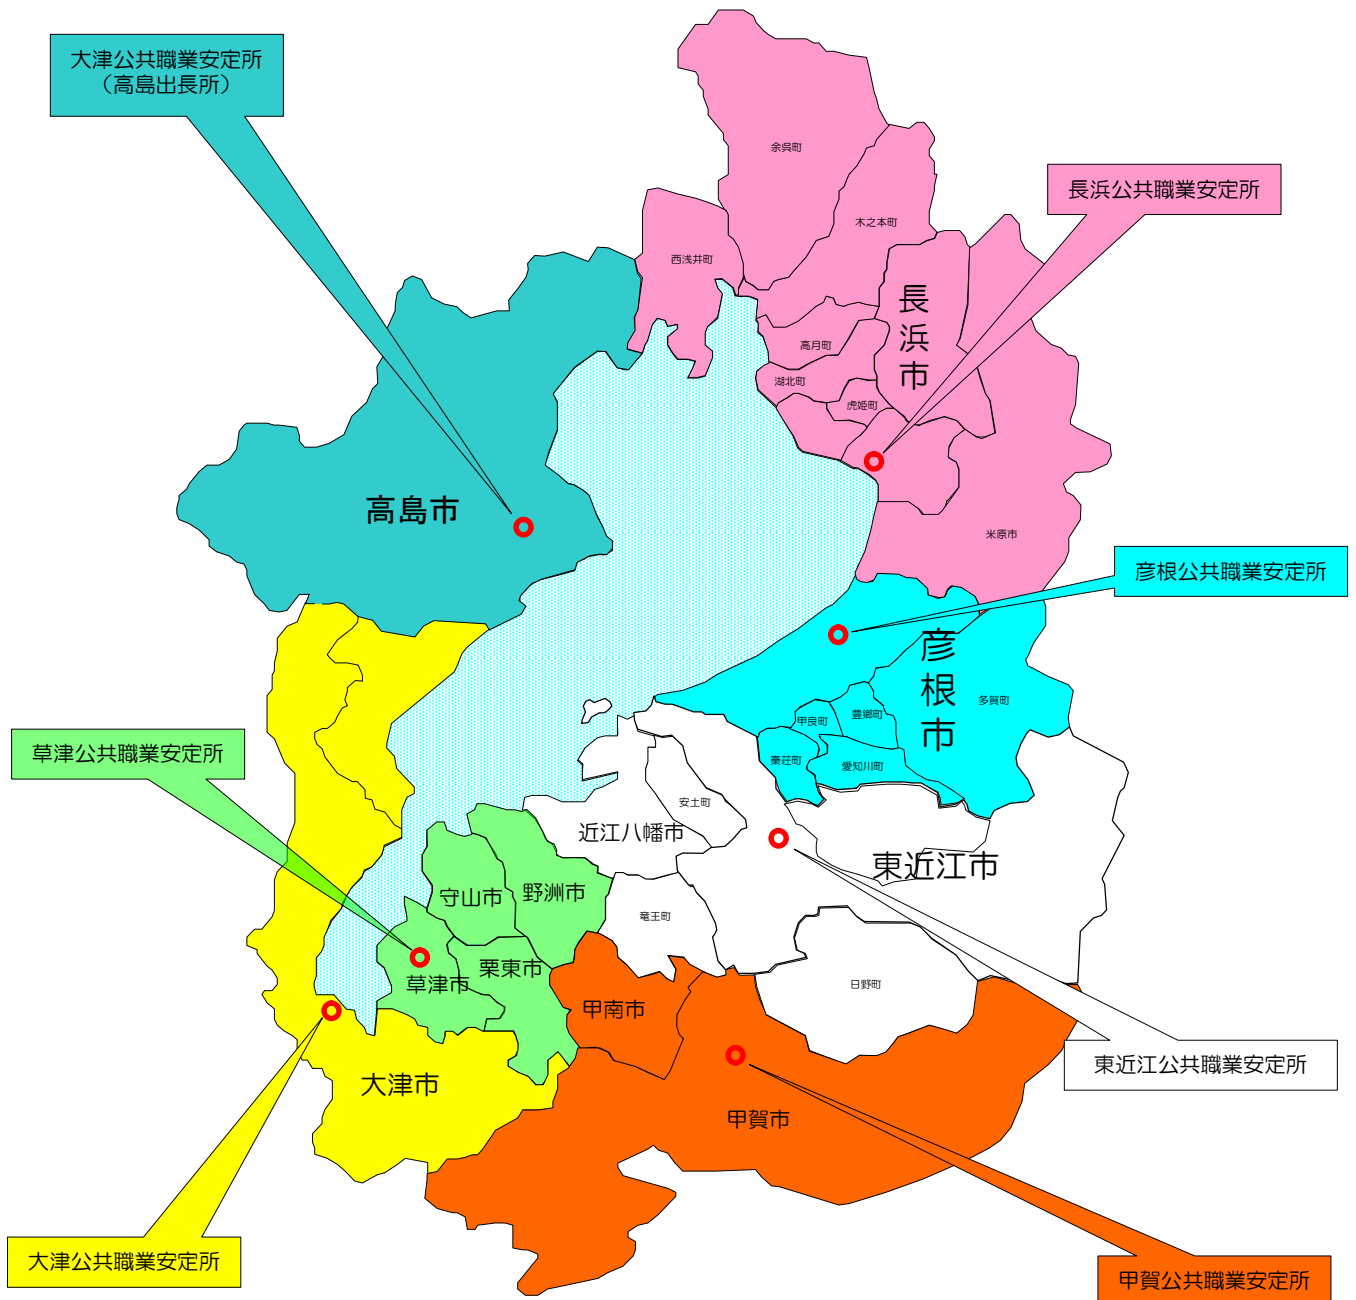 大津公共職業安定所
（高島出長所）
余呉町
長浜公共職業安定所
木之本町
西浅井町
長浜市
高月町
湖北町
虎姫町
高島市
米原市
彦根公共職業安定所
彦根市
多賀町
豊郷町
甲良町
秦荘町
愛知川町
草津公共職業安定所
安土町
近江八幡市
東近江市
野洲市
守山市
竜王町
栗東市
草津市
日野町
甲南市
東近江公共職業安定所
大津市
甲賀市
大津公共職業安定所
甲賀公共職業安定所